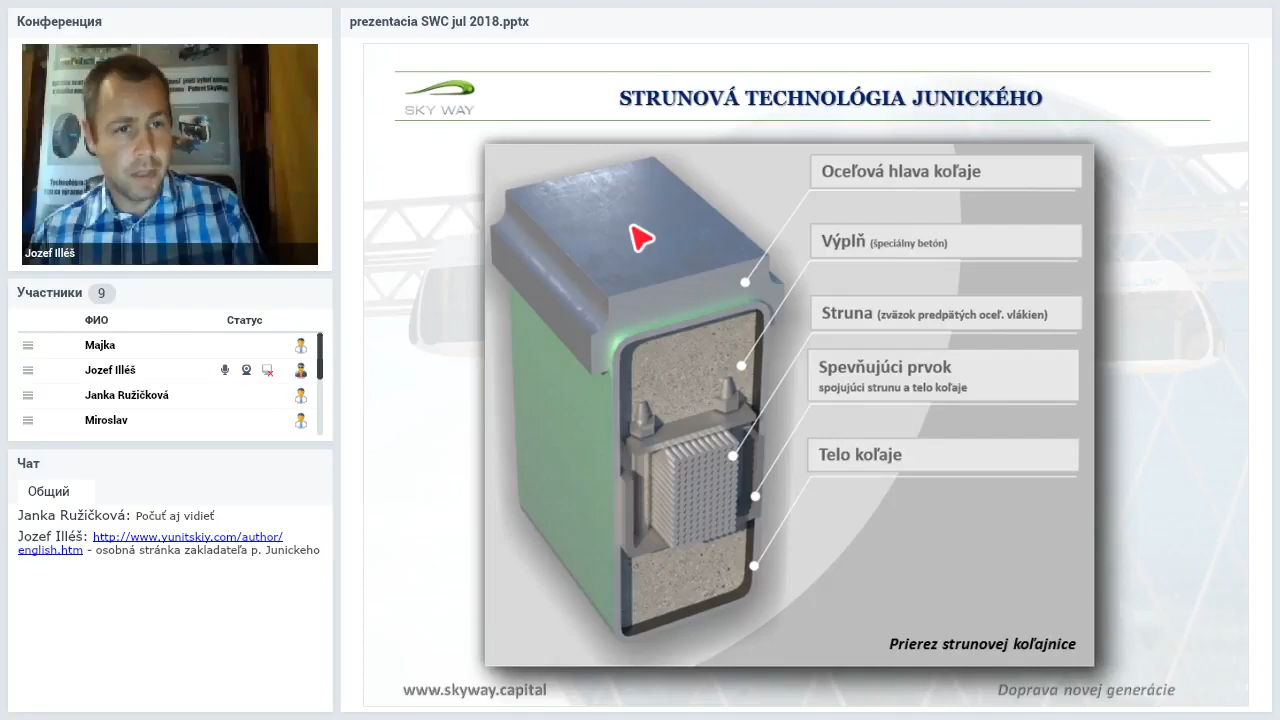 Конференция
Jozef Illéš
Участники 9
ФИО Статус
Majka
Jozef Illéš
Janka Ružičková
Miroslav
Чат
Общий
Janka Ružičková: Počuť aj vidieť
Jozef Illéš: http://www.yunitskiy.com/author/
english.htm - osobná stránka zakladateľa p. Junickeho
prezentacia SWC jul 2018.pptx
SKY WAY
STRUNOVÁ TECHNOLÓGIA JUNICKÉHO
Oceľová hlava koľaje
Výplň (špeciálny betón)
Struna (zväzok predpätých oceľ. vlákien)
Spevňujúci prvok
spojujúci strunu a telo koľaje
Telo koľaje
Prierez strunovej koľajnice
www.skyway.capital
Doprava novej generácie